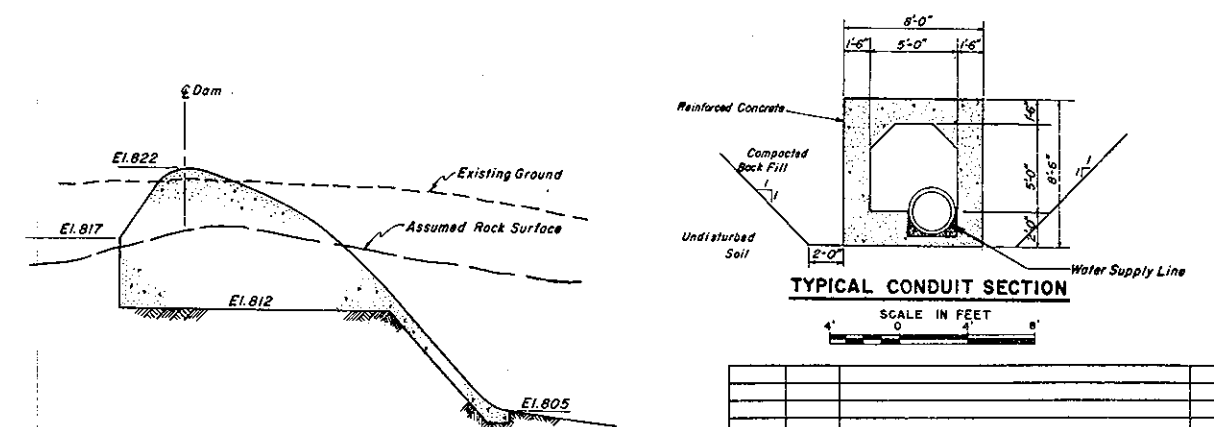 ℄ Dam
El. 822
Existing Ground
El. 817
Assumed Rock Surface
El. 812
El. 805
8'-0"
1'-6" 5'-0" 1'-6"
Reinforced Concrete
1'-6"
Compacted
Back Fill
5'-0"
8'-6"
1
1
1
1
2'-0"
Undisturbed
Soil
2'-0"
Water Supply Line
TYPICAL CONDUIT SECTION
SCALE IN FEET
4' 0 4' 8'